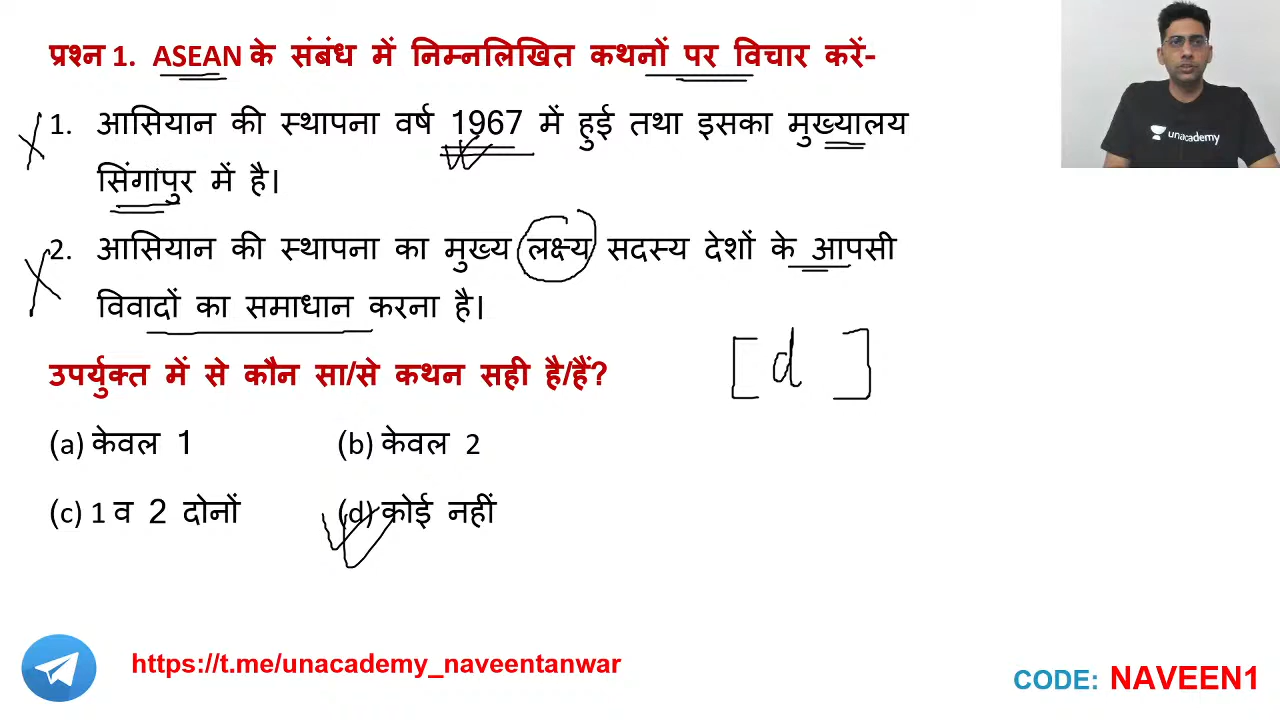 प्रश्न 1. ASEAN के संबंध में निम्नलिखित कथनों पर विचार करें-
1. आसियान की स्थापना वर्ष 1967 में हुई तथा इसका मुख्यालय
सिंगापुर में है।
2. आसियान की स्थापना का मुख्य लक्ष्य सदस्य देशों के आपसी
विवादों का समाधान करना है।
उपर्युक्त में से कौन सा/से कथन सही है/हैं?
[ d ]
(a) केवल 1 (b) केवल 2
(c) 1 व 2 दोनों (d) कोई नहीं
https://t.me/unacademy_naveentanwar
CODE: NAVEEN1
unacademy